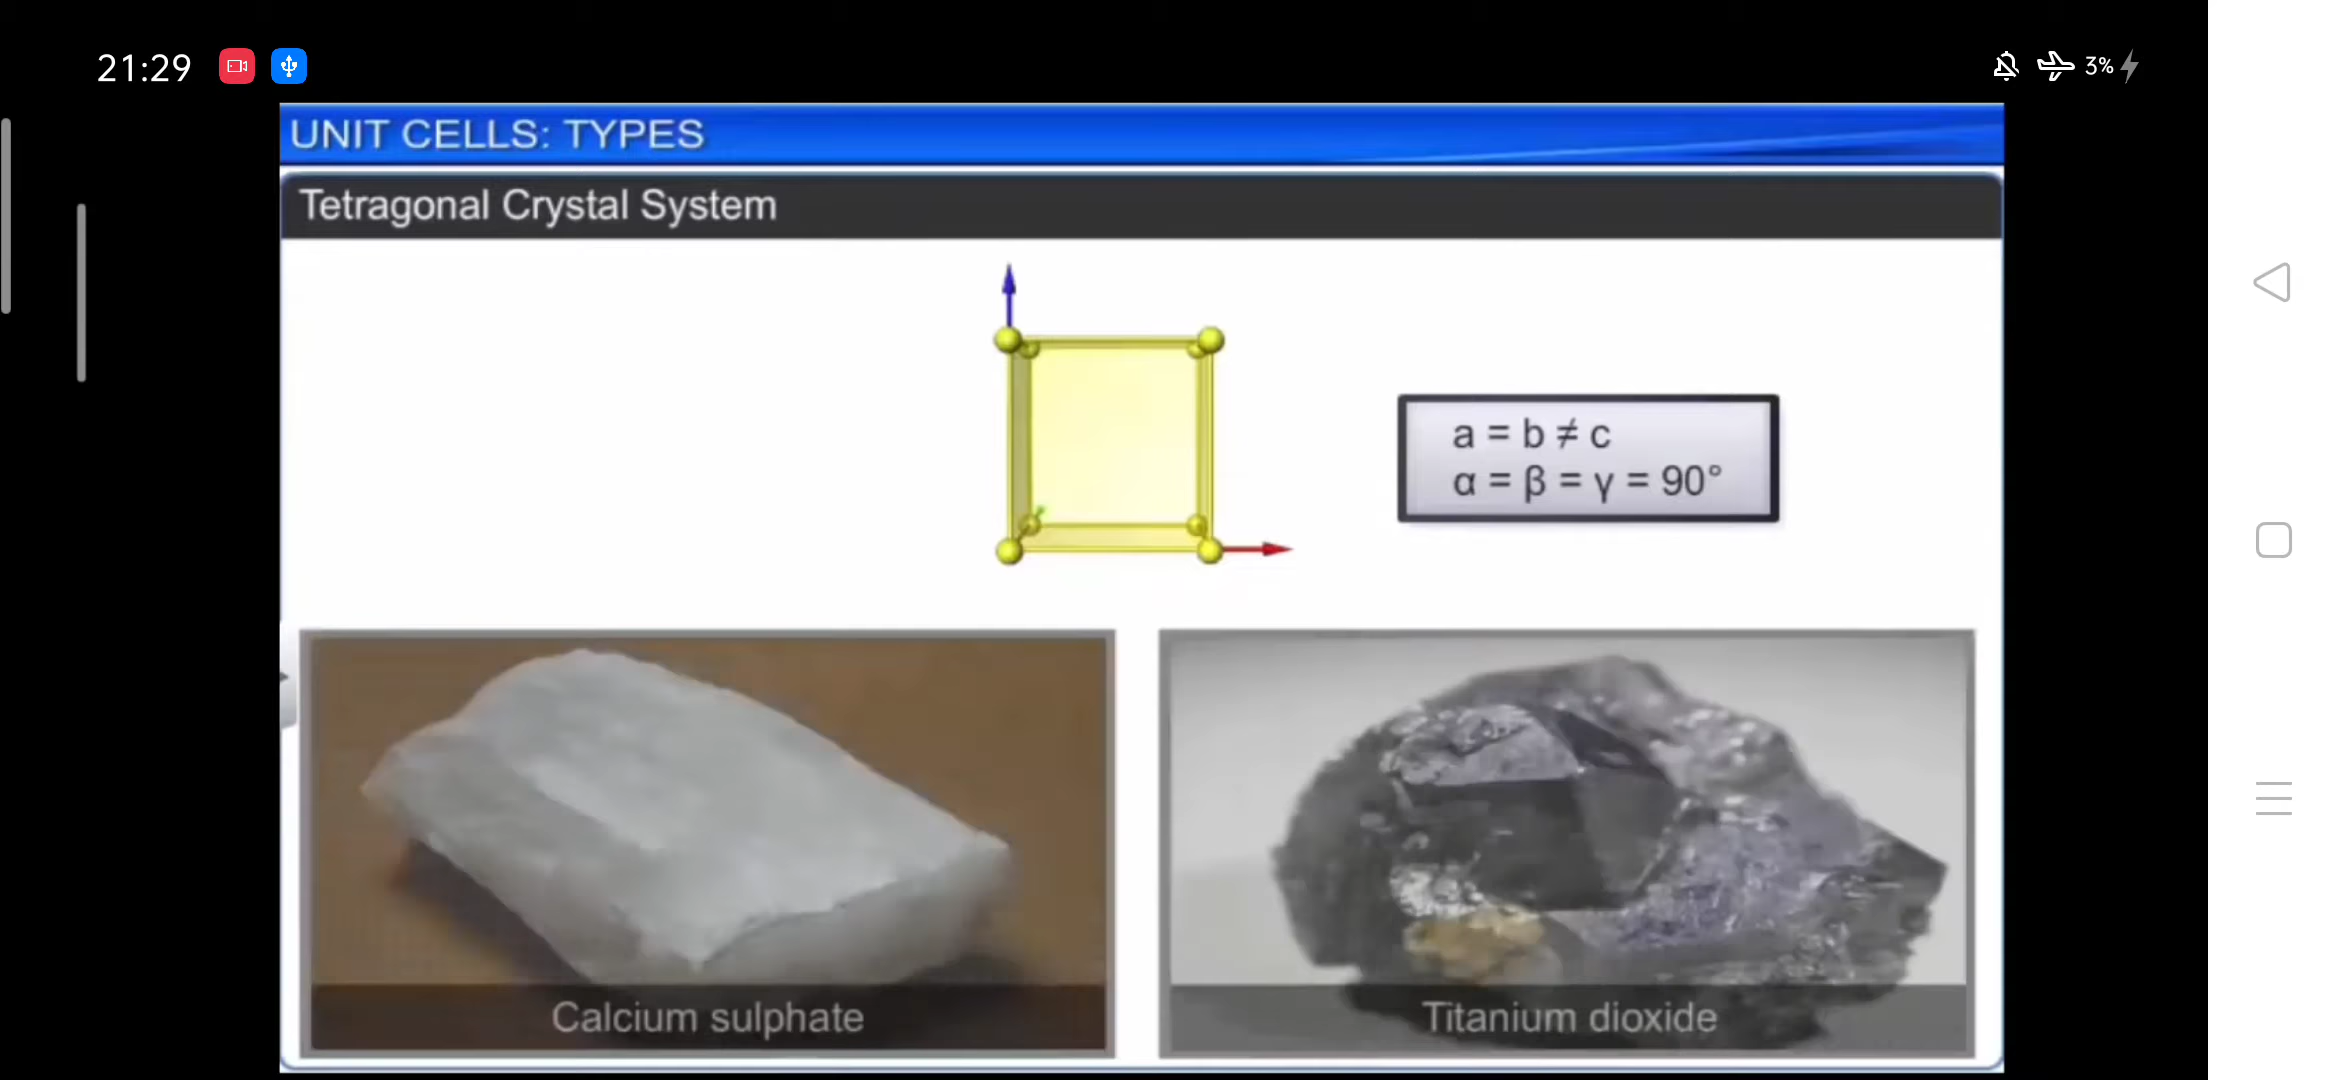 21:29
3%
UNIT CELLS: TYPES
Tetragonal Crystal System
a = b ≠ c
α = β = γ = 90°
Calcium sulphate
Titanium dioxide